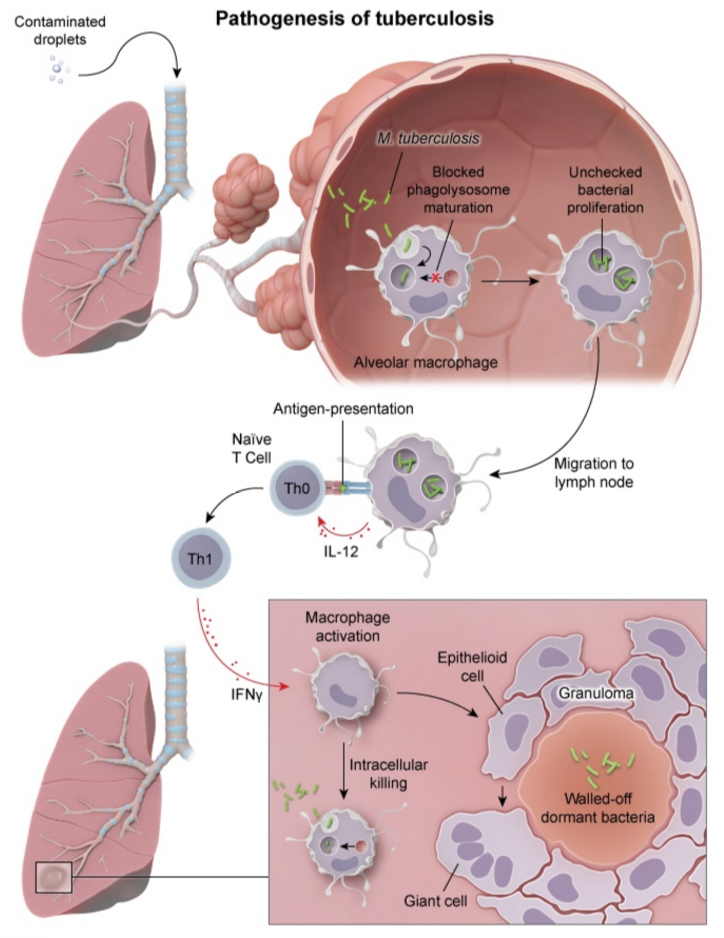 Pathogenesis of tuberculosis
Contaminated
droplets
M. tuberculosis
Blocked
phagolysosome
maturation
Unchecked
bacterial
proliferation
Alveolar macrophage
Antigen-presentation
Naïve
T Cell
Th0
Migration to
lymph node
IL-12
Th1
IFNγ
Macrophage
activation
Epithelioid
cell
Granuloma
Intracellular
killing
Walled-off
dormant bacteria
Giant cell